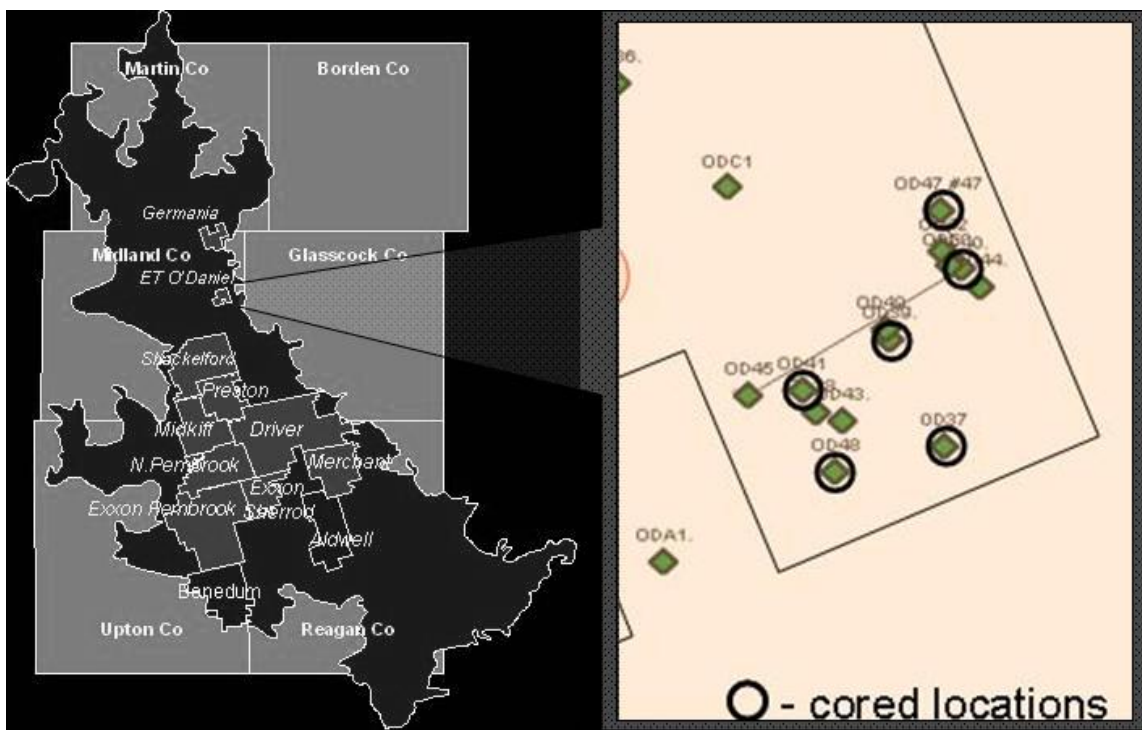 Martin Co
Borden Co
Germania
Midland Co
Glasscock Co
ET O'Daniel
Shackelford
Preston
Midkiff
Driver
N.Pembrook
Merchant
Exxon
Exxon Pembrook
Sherrod
Aldwell
Benedum
Upton Co
Reagan Co
36.
ODC1
OD47 #47
44.
OD49
OD39.
OD45
OD41
OD43.
OD37
OD48
ODA1.
- cored locations